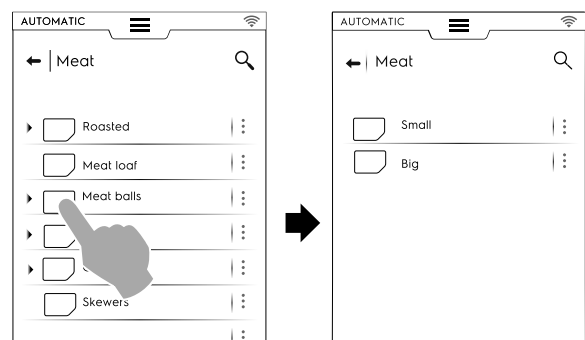 AUTOMATIC
Meat
Roasted
Meat loaf
Meat balls
Skewers
AUTOMATIC
Meat
Small
Big